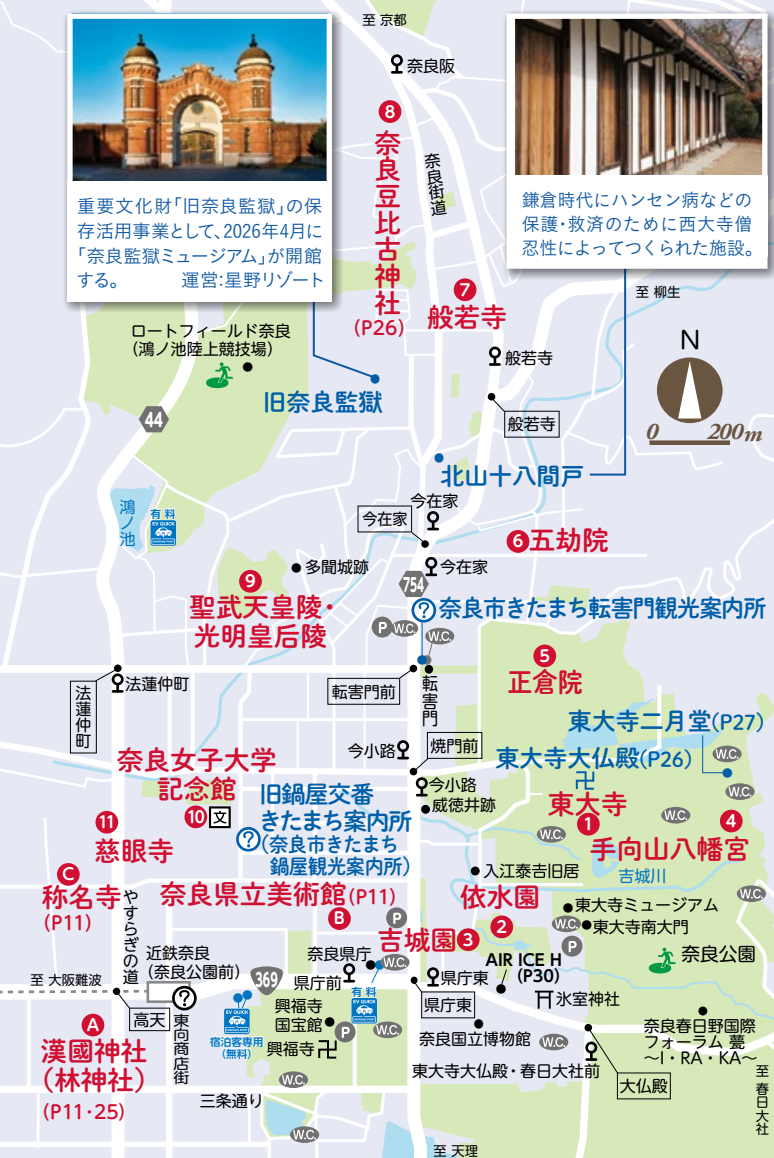 至 京都
奈良阪
重要文化財「旧奈良監獄」の保
存活用事業として、2026年4月に
「奈良監獄ミュージアム」が開館
する。 運営:星野リゾート
鎌倉時代にハンセン病などの
保護・救済のために西大寺僧
忍性によってつくられた施設。
8
奈良豆比古神社
(P26)
奈良街道
7
般若寺
至 柳生
ロートフィールド奈良
(鴻ノ池陸上競技場)
般若寺
N
0 200m
旧奈良監獄
般若寺
44
北山十八間戸
鴻ノ池
有料
EV QUICK
今在家
今在家
6 五劫院
今在家
多聞城跡
754
9
聖武天皇陵・
光明皇后陵
? 奈良市きたまち転害門観光案内所
P W.C.
W.C.
5
正倉院
法蓮仲町
法蓮仲町
転害門前
転害門
東大寺二月堂(P27)
今小路
焼門前
東大寺大仏殿(P26)
卍
W.C.
W.C.
奈良女子大学
記念館
10 文
今小路
威徳井跡
旧鍋屋交番
きたまち案内所
?
(奈良市きたまち
鍋屋観光案内所)
東大寺
1
W.C.
W.C.
4
手向山八幡宮
吉城川
11
慈眼寺
C
称名寺
(P11)
やすらぎの道
奈良県立美術館(P11)
B
P
入江泰吉旧居
依水園
2
W.C.
東大寺ミュージアム
W.C.
東大寺南大門
P
吉城園 3
奈良公園
近鉄奈良
(奈良公園前)
369
奈良県庁
W.C.
県庁前
有料
EV QUICK
県庁東
県庁東
AIR ICE H
(P30)
氷室神社
至 大阪難波
?
高天
東向商店街
EV QUICK
宿泊客専用
(無料)
興福寺
国宝館
P
W.C.
興福寺 卍
奈良国立博物館
W.C.
奈良春日野国際
フォーラム 甍
～I・RA・KA～
A
漢國神社
(林神社)
(P11・25)
東大寺大仏殿・春日大社前
大仏殿
至 春日大社
W.C.
三条通り
W.C.
至 天理